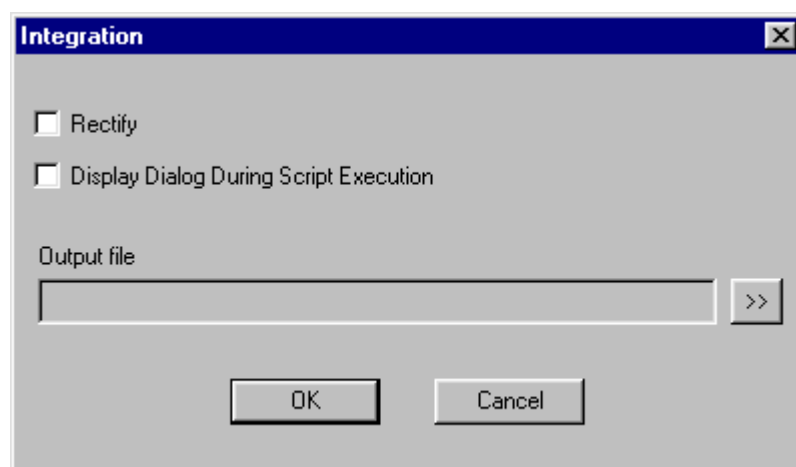 Integration
Rectify
Display Dialog During Script Execution
Output file
>>
OK Cancel